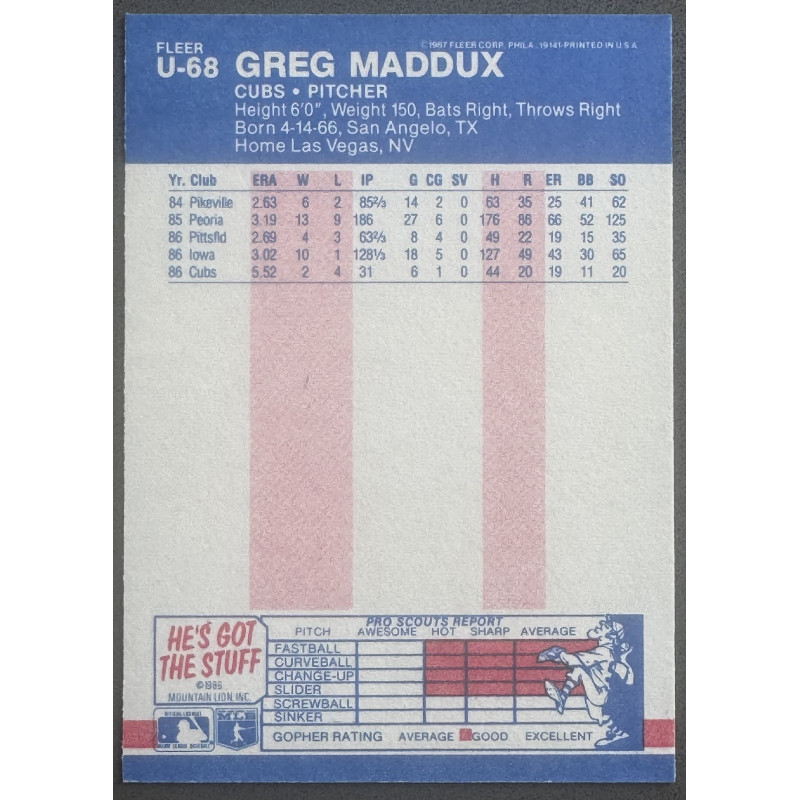 FLEER
©1987 FLEER CORP. PHILA. 19141-PRINTED IN U.S.A
U-68 GREG MADDUX
CUBS • PITCHER
Height 6'0", Weight 150, Bats Right, Throws Right
Born 4-14-66, San Angelo, TX
Home Las Vegas, NV
Yr. Club ERA W L IP G CG SV H R ER BB SO
84 Pikeville 2.63 6 2 85⅔ 14 2 0 63 35 25 41 62
85 Peoria 3.19 13 9 186 27 6 0 176 86 66 52 125
86 Pittsfld 2.69 4 3 63⅔ 8 4 0 49 22 19 15 35
86 Iowa 3.02 10 1 128⅓ 18 5 0 127 49 43 30 65
86 Cubs 5.52 2 4 31 6 1 0 44 20 19 11 20
HE'S GOT
THE STUFF
©1986
MOUNTAIN LION, INC.
PRO SCOUTS REPORT
PITCH AWESOME HOT SHARP AVERAGE
FASTBALL
CURVEBALL
CHANGE-UP
SLIDER
SCREWBALL
SINKER
GOPHER RATING AVERAGE GOOD EXCELLENT
MAJOR LEAGUE BASEBALL